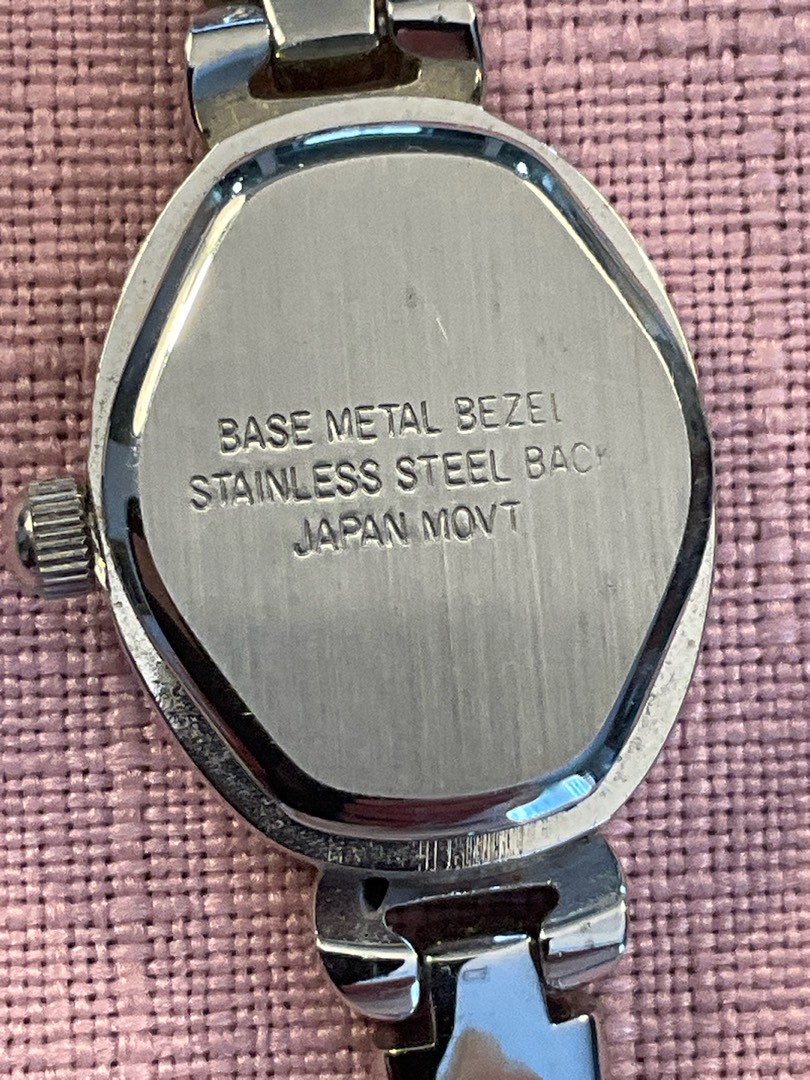 BASE METAL BEZEL
STAINLESS STEEL BACK
JAPAN MOVT